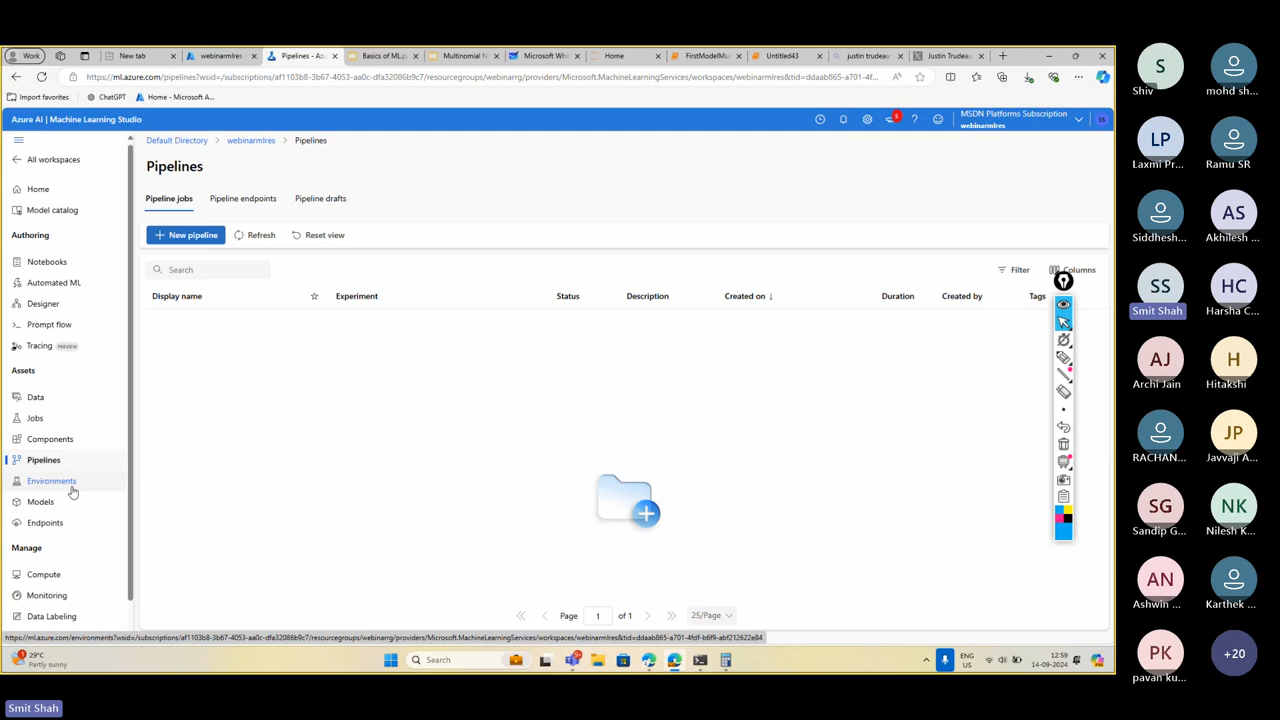 Work
New tab
webinarmlres
Pipelines - Az
Basics of ML.p
Multinomial N
Microsoft Whi
Home
FirstModelMu
Untitled43
justin trudeau
Justin Trudeau
https://ml.azure.com/pipelines?wsid=/subscriptions/af1103b8-3b67-4053-aa0c-dfa32086b9c7/resourcegroups/webinarrg/providers/Microsoft.MachineLearningServices/workspaces/webinarmlres&tid=ddaab865-a701-4f...
Import favorites
ChatGPT
Home - Microsoft A...
Azure AI | Machine Learning Studio
5
MSDN Platforms Subscription
webinarmlres
SS
All workspaces
Home
Model catalog
Authoring
Notebooks
Automated ML
Designer
Prompt flow
Tracing PREVIEW
Assets
Data
Jobs
Components
Pipelines
Environments
Models
Endpoints
Manage
Compute
Monitoring
Data Labeling
Default Directory > webinarmlres > Pipelines
Pipelines
Pipeline jobs
Pipeline endpoints
Pipeline drafts
New pipeline
Refresh
Reset view
Search
Filter
Columns
Display name
Experiment
Status
Description
Created on ↓
Duration
Created by
Tags
Page 1 of 1
25/Page
https://ml.azure.com/environments?wsid=/subscriptions/af1103b8-3b67-4053-aa0c-dfa32086b9c7/resourcegroups/webinarrg/providers/Microsoft.MachineLearningServices/workspaces/webinarmlres&tid=ddaab865-a701-4fdf-b6f9-abf212622e84
29°C
Partly sunny
Search
ENG
US
12:59
14-09-2024
S
Shiv
mohd sh...
LP
Laxmi Pr...
Ramu SR
Siddhesh...
AS
Akhilesh ...
SS
Smit Shah
HC
Harsha C...
AJ
Archi Jain
H
Hitakshi
RACHAN...
JP
Javvaji A...
SG
Sandip G...
NK
Nilesh K...
AN
Ashwin ...
Karthek ...
PK
pavan ku...
+20
Smit Shah